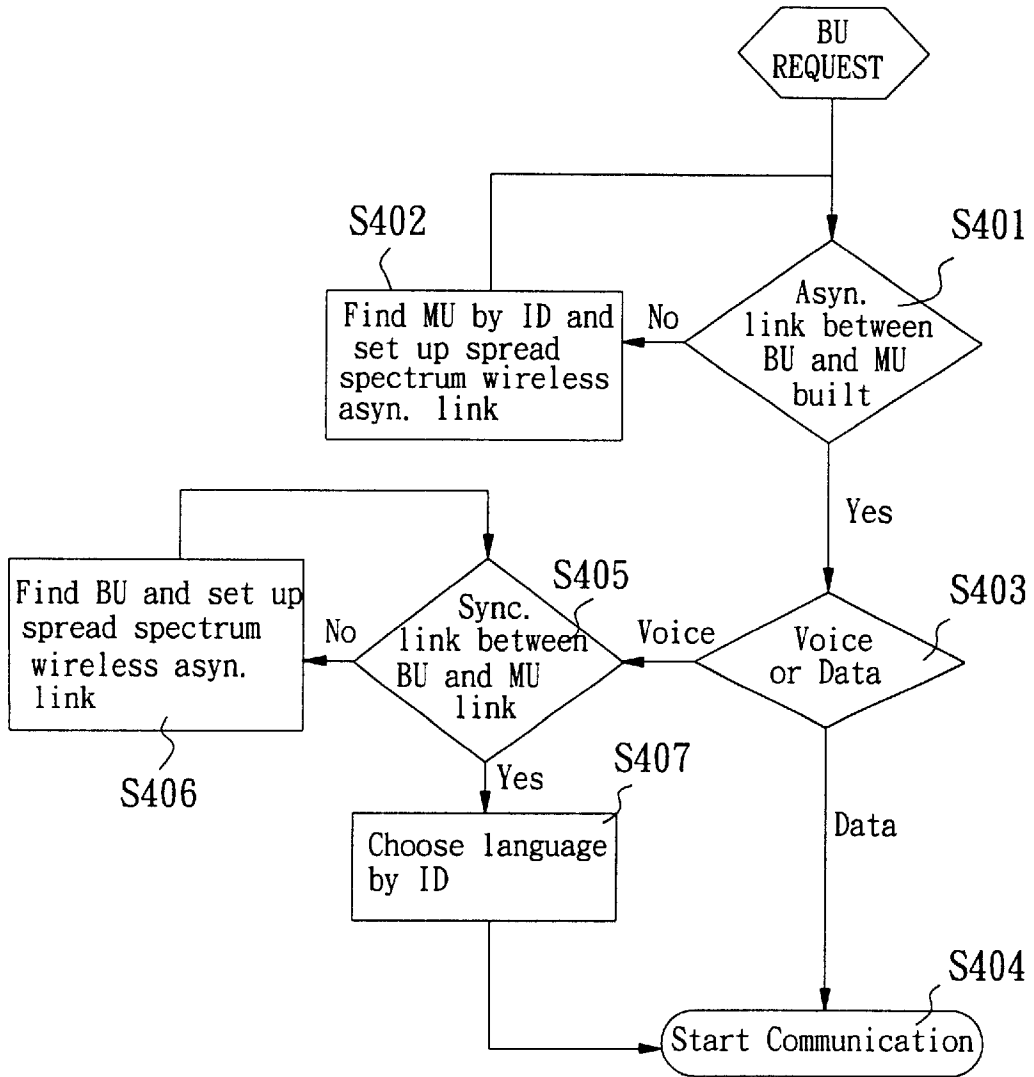 BU
REQUEST
S401
S402
Asyn.
link between
BU and MU
built
No
Find MU by ID and
set up spread
spectrum wireless
asyn. link
Yes
S403
Voice
or Data
Voice
S405
Sync.
link between
BU and MU
link
No
Find BU and set up
spread spectrum
wireless asyn.
link
S406
Yes
S407
Choose language
by ID
Data
S404
Start Communication